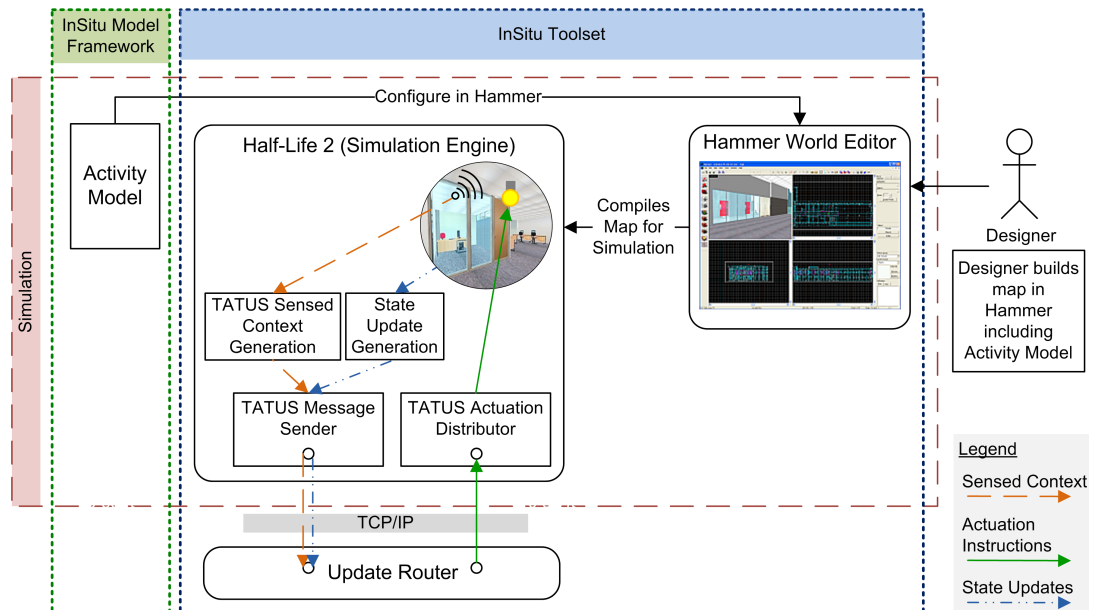 InSitu Model
Framework
InSitu Toolset
Configure in Hammer
Simulation
Activity
Model
Half-Life 2 (Simulation Engine)
Hammer World Editor
Compiles
Map for
Simulation
Designer
Designer builds
map in
Hammer
including
Activity Model
TATUS Sensed
Context
Generation
State
Update
Generation
TATUS Message
Sender
TATUS Actuation
Distributor
TCP/IP
Update Router
Legend
Sensed Context
Actuation
Instructions
State Updates